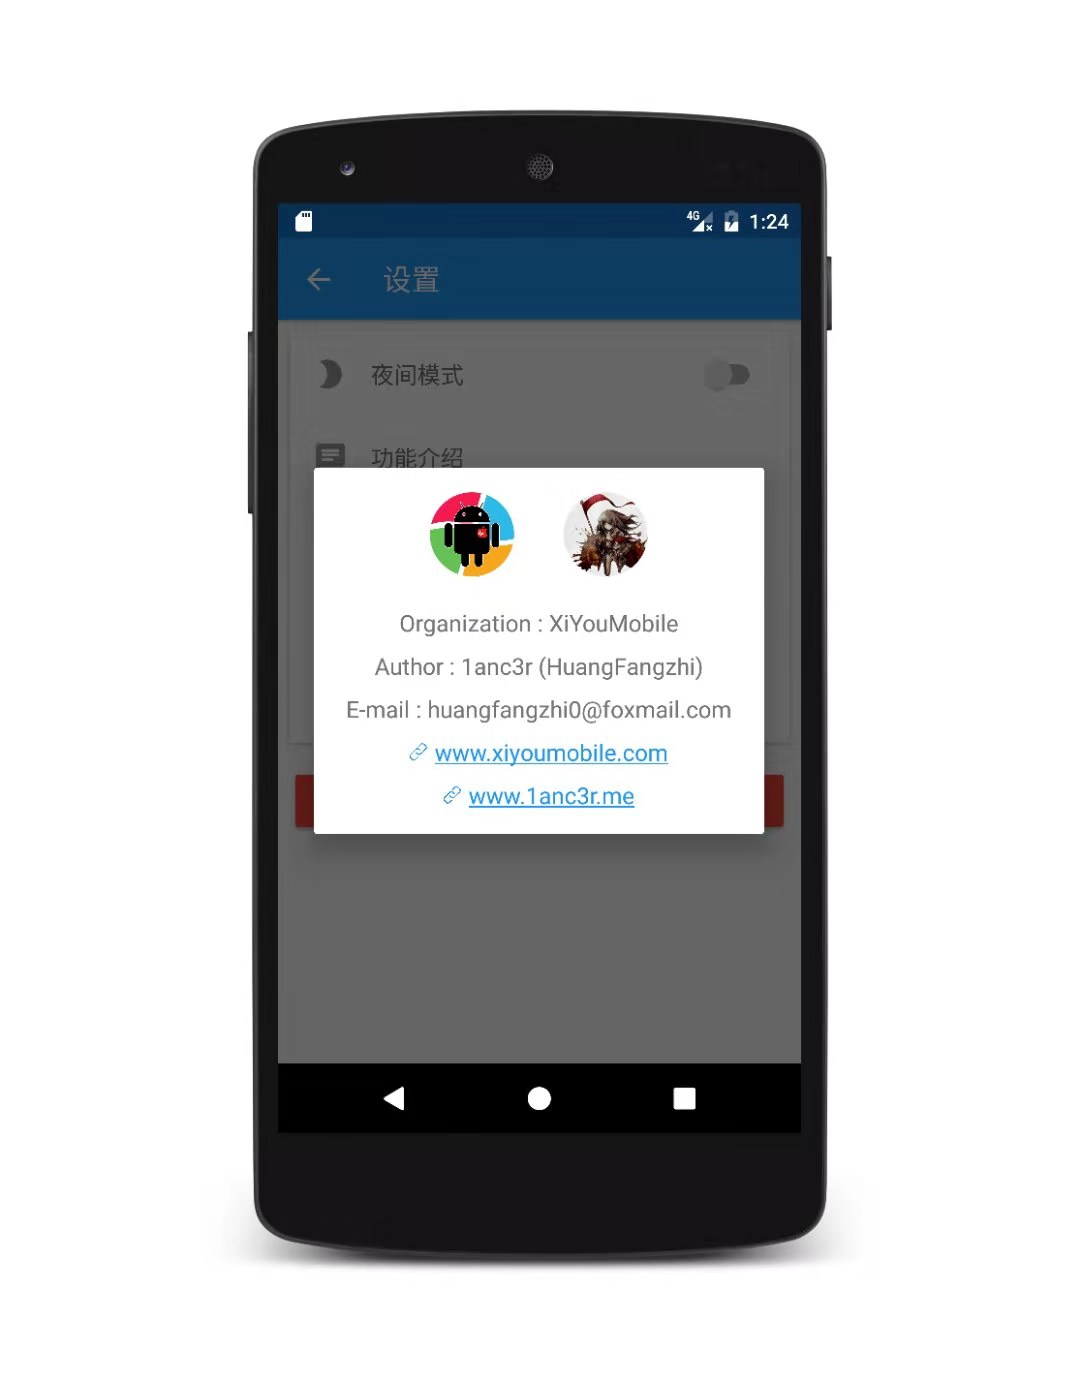 4G 1:24
设置
夜间模式
功能介绍
Organization : XiYouMobile
Author : 1anc3r (HuangFangzhi)
E-mail : huangfangzhi0@foxmail.com
www.xiyoumobile.com
www.1anc3r.me